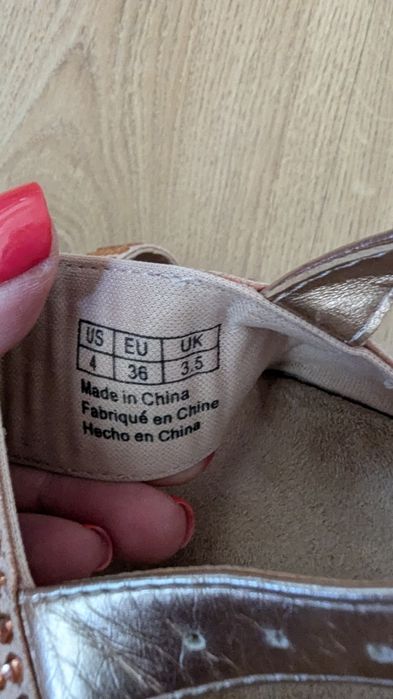 US EU UK
4 36 3.5
Made in China
Fabriqué en Chine
Hecho en China